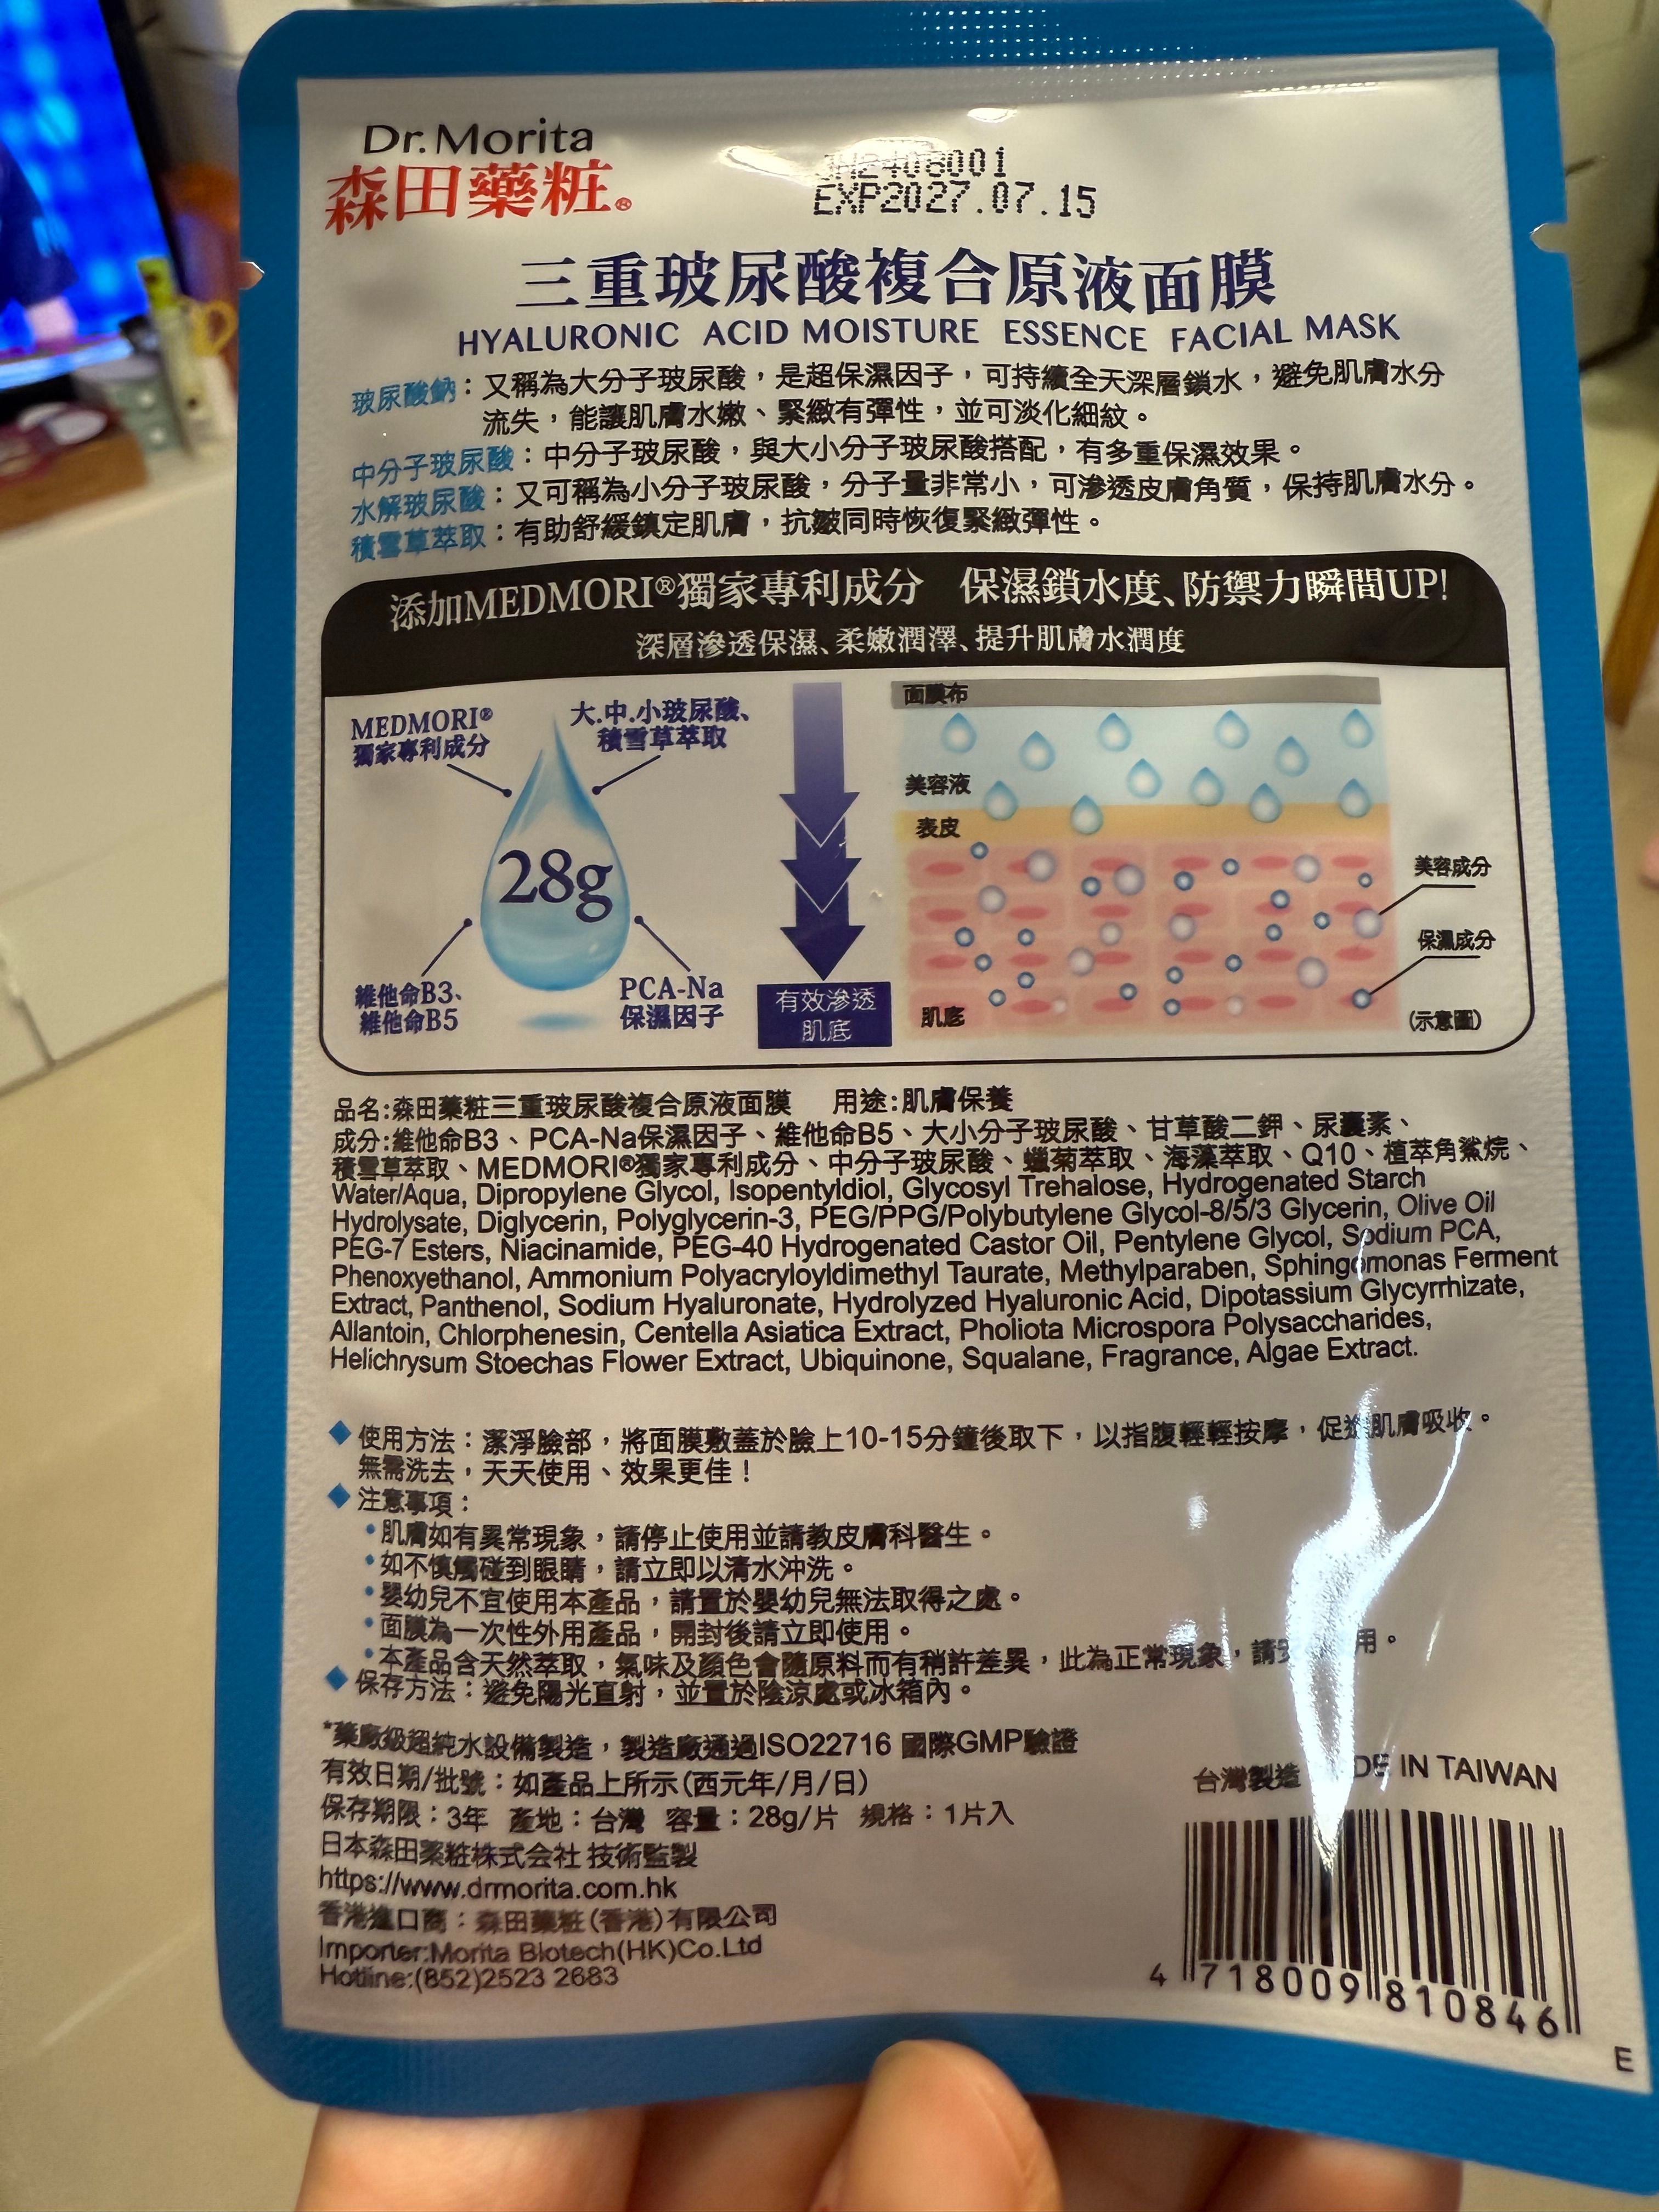 Dr.Morita
森田藥粧®
JH2408001
EXP2027.07.15
三重玻尿酸複合原液面膜
HYALURONIC ACID MOISTURE ESSENCE FACIAL MASK
玻尿酸鈉：又稱為大分子玻尿酸，是超保濕因子，可持續全天深層鎖水，避免肌膚水分
流失，能讓肌膚水嫩、緊緻有彈性，並可淡化細紋。
中分子玻尿酸：中分子玻尿酸，與大小分子玻尿酸搭配，有多重保濕效果。
水解玻尿酸：又可稱為小分子玻尿酸，分子量非常小，可滲透皮膚角質，保持肌膚水分。
積雪草萃取：有助舒緩鎮定肌膚，抗皺同時恢復緊緻彈性。
添加MEDMORI®獨家專利成分 保濕鎖水度、防禦力瞬間UP!
深層滲透保濕、柔嫩潤澤、提升肌膚水潤度
MEDMORI®
獨家專利成分
大.中.小玻尿酸、
積雪草萃取
28g
維他命B3、
維他命B5
PCA-Na
保濕因子
有效滲透
肌底
面膜布
美容液
表皮
肌底
美容成分
保濕成分
(示意圖)
品名:森田藥粧三重玻尿酸複合原液面膜 用途:肌膚保養
成分:維他命B3、PCA-Na保濕因子、維他命B5、大小分子玻尿酸、甘草酸二鉀、尿囊素、
積雪草萃取、MEDMORI®獨家專利成分、中分子玻尿酸、蠟菊萃取、海藻萃取、Q10、植萃角鯊烷、
Water/Aqua, Dipropylene Glycol, Isopentyldiol, Glycosyl Trehalose, Hydrogenated Starch
Hydrolysate, Diglycerin, Polyglycerin-3, PEG/PPG/Polybutylene Glycol-8/5/3 Glycerin, Olive Oil
PEG-7 Esters, Niacinamide, PEG-40 Hydrogenated Castor Oil, Pentylene Glycol, Sodium PCA,
Phenoxyethanol, Ammonium Polyacryloyldimethyl Taurate, Methylparaben, Sphingomonas Ferment
Extract, Panthenol, Sodium Hyaluronate, Hydrolyzed Hyaluronic Acid, Dipotassium Glycyrrhizate,
Allantoin, Chlorphenesin, Centella Asiatica Extract, Pholiota Microspora Polysaccharides,
Helichrysum Stoechas Flower Extract, Ubiquinone, Squalane, Fragrance, Algae Extract.
◆使用方法：潔淨臉部，將面膜敷蓋於臉上10-15分鐘後取下，以指腹輕輕按摩，促進肌膚吸收。
無需洗去，天天使用、效果更佳！
◆注意事項：
•肌膚如有異常現象，請停止使用並請教皮膚科醫生。
•如不慎觸碰到眼睛，請立即以清水沖洗。
•嬰幼兒不宜使用本產品，請置於嬰幼兒無法取得之處。
•面膜為一次性外用產品，開封後請立即使用。
•本產品含天然萃取，氣味及顏色會隨原料而有稍許差異，此為正常現象，請 用。
◆保存方法：避免陽光直射，並置於陰涼處或冰箱內。
*藥廠級超純水設備製造，製造廠通過ISO22716 國際GMP驗證
有效日期/批號：如產品上所示(西元年/月/日)
保存期限：3年 產地：台灣 容量：28g/片 規格：1片入
日本森田薬粧株式会社 技術監製
https://www.drmorita.com.hk
香港進口商：森田藥粧(香港)有限公司
Importer:Morita Biotech(HK)Co.Ltd
Hotline:(852)2523 2683
台灣製造 DE IN TAIWAN
4 718009 810846
E